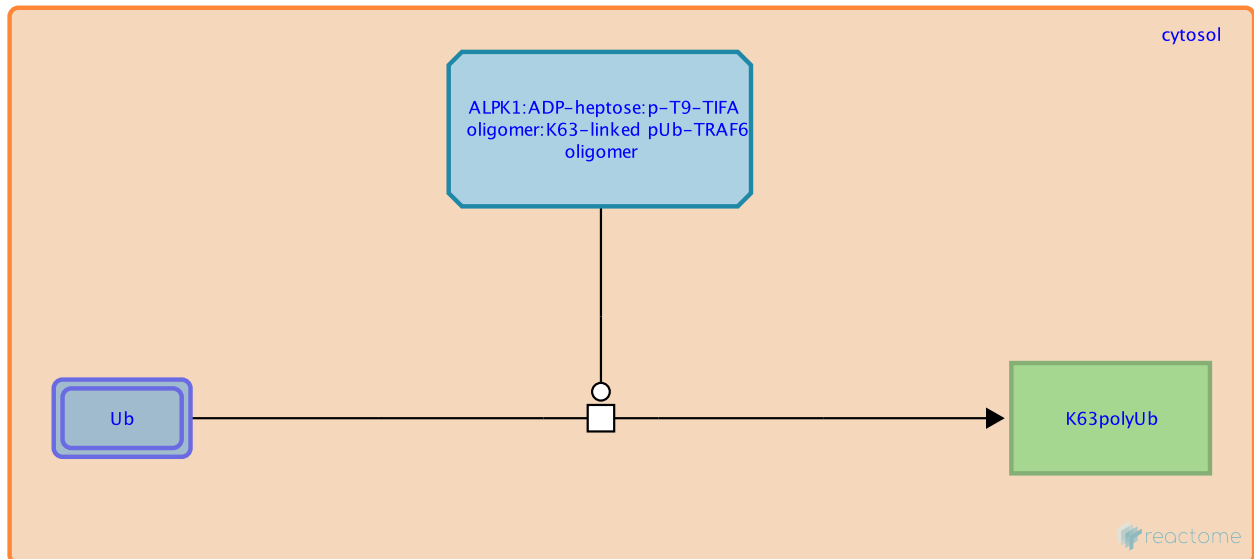 cytosol
ALPK1:ADP-heptose:p-T9-TIFA
oligomer:K63-linked pUb-TRAF6
oligomer
Ub
K63polyUb
reactome